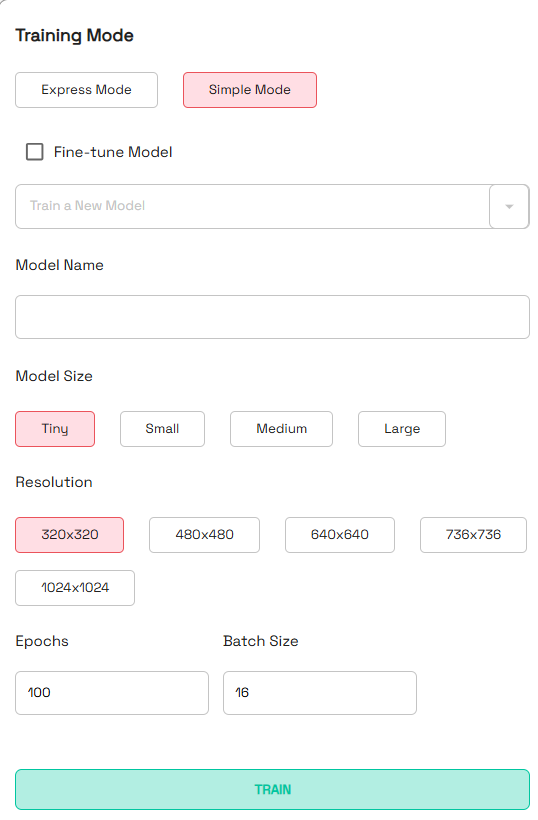 Training Mode
Express Mode Simple Mode
Fine-tune Model
Train a New Model
Model Name
Model Size
Tiny Small Medium Large
Resolution
320x320 480x480 640x640 736x736
1024x1024
Epochs Batch Size
100 16
TRAIN